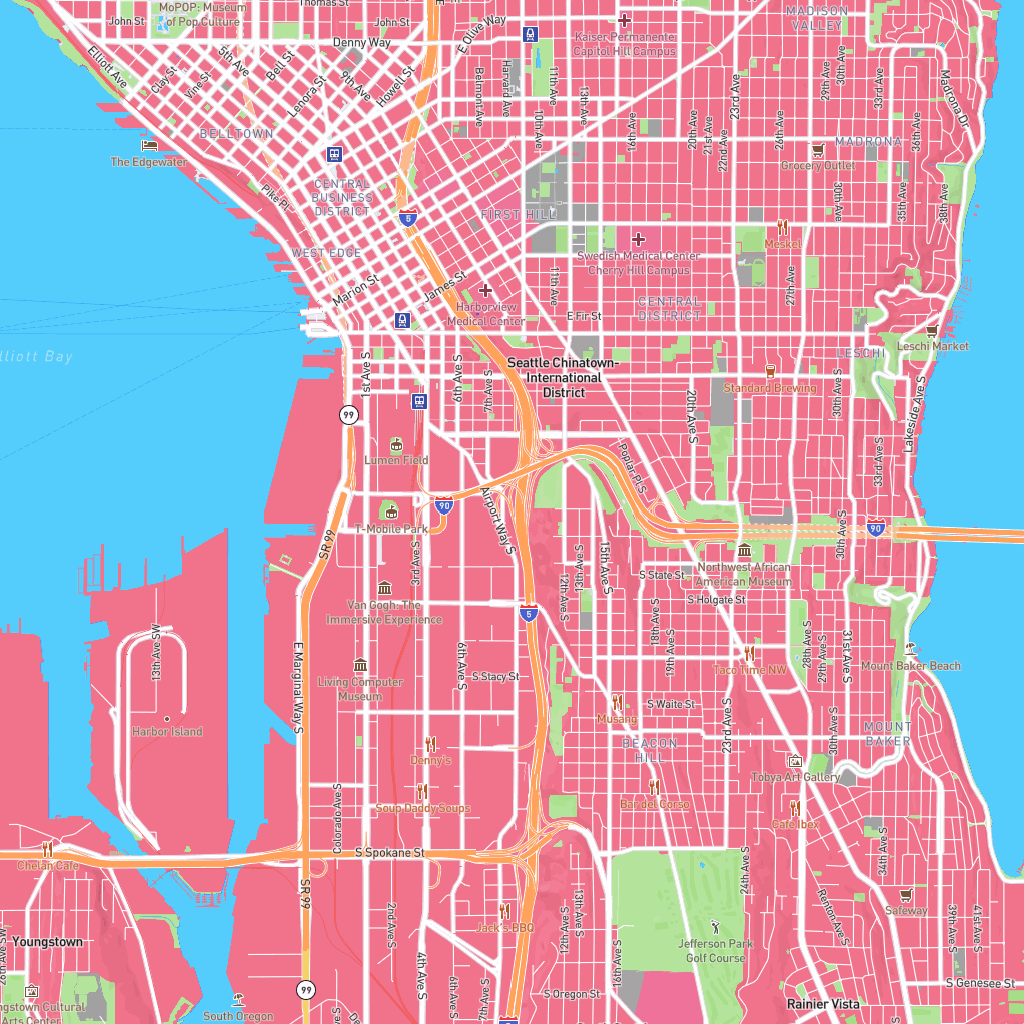 Thomas St
MoPOP: Museum
of Pop Culture
John St
John St
Denny Way
E Olive Way
Kaiser Permanente
Capitol Hill Campus
MADISON
VALLEY
Elliott Ave
Clay St
Vine St
5th Ave
Bell St
Lenora St
9th Ave
Howell St
Belmont Ave
Harvard Ave
11th Ave
10th Ave
13th Ave
16th Ave
20th Ave
21st Ave
22nd Ave
23rd Ave
26th Ave
29th Ave
30th Ave
33rd Ave
36th Ave
Madrona Dr
BELLTOWN
The Edgewater
MADRONA
Grocery Outlet
CENTRAL
BUSINESS
DISTRICT
Pike Pl
FIRST HILL
5
30th Ave
35th Ave
38th Ave
Meskel
WEST EDGE
Swedish Medical Center
Cherry Hill Campus
Marion St
James St
11th Ave
27th Ave
Harborview
Medical Center
E Fir St
CENTRAL
DISTRICT
lliott Bay
LESCHI
Leschi Market
Seattle Chinatown-
International
District
1st Ave S
6th Ave S
7th Ave S
Standard Brewing
20th Ave S
30th Ave S
Lakeside Ave S
99
Lumen Field
Poplar Pl S
33rd Ave S
90
Airport Way S
T-Mobile Park
SR 99
3rd Ave S
30th Ave S
90
Northwest African
American Museum
12th Ave S
13th Ave S
15th Ave S
S State St
S Holgate St
Van Gogh: The
Immersive Experience
5
13th Ave SW
E Marginal Way S
6th Ave S
S Stacy St
Living Computer
Museum
18th Ave S
19th Ave S
Taco Time NW
28th Ave S
29th Ave S
31st Ave S
Mount Baker Beach
Harbor Island
Musang
S Waite St
23rd Ave S
30th Ave S
MOUNT
BAKER
Denny's
BEACON
HILL
Tobya Art Gallery
Colorado Ave S
Soup Daddy Soups
Bar del Corso
Cafe Ibex
S Spokane St
Chelan Cafe
34th Ave S
24th Ave S
SR 99
2nd Ave S
Jack's BBQ
12th Ave S
13th Ave S
16th Ave S
Renton Ave S
Safeway
39th Ave S
41st Ave S
Youngstown
26th Ave SW
Jefferson Park
Golf Course
4th Ave S
6th Ave S
7th Ave S
99
S Oregon St
S Genesee St
ngstown Cultural
Arts Center
South Oregon
Rainier Vista